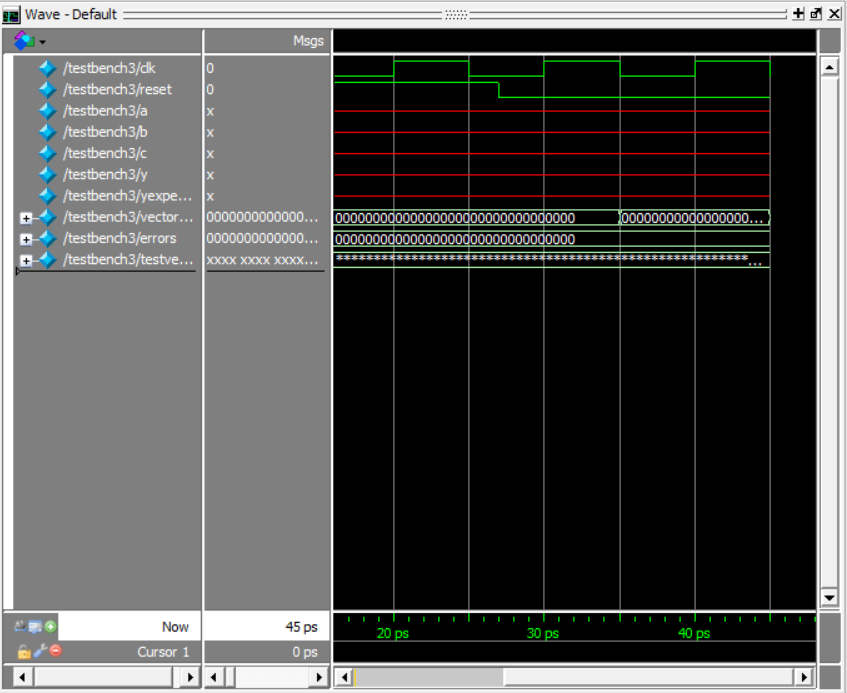 Wave - Default
Msgs
/testbench3/clk 0
/testbench3/reset 0
/testbench3/a x
/testbench3/b x
/testbench3/c x
/testbench3/y x
/testbench3/yexpe... x
/testbench3/vector... 0000000000000... 00000000000000000000000000000000 00000000000000000...
/testbench3/errors 0000000000000... 00000000000000000000000000000000
/testbench3/testve... xxxx xxxx xxxx... *******************************************************...
Now 45 ps 20 ps 30 ps 40 ps
Cursor 1 0 ps